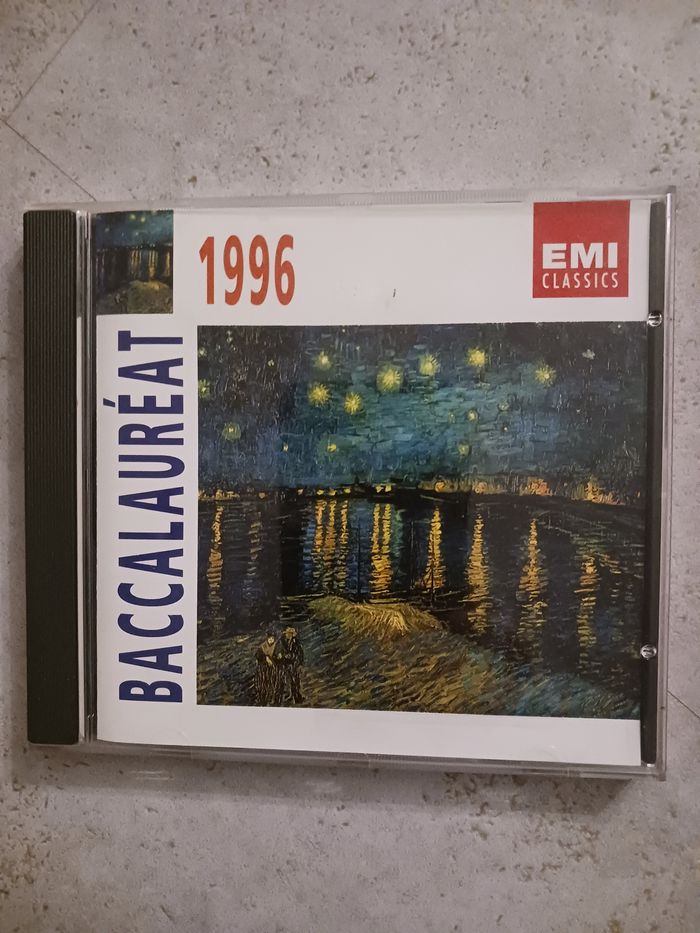 1996
EMI
CLASSICS
BACCALAURÉAT